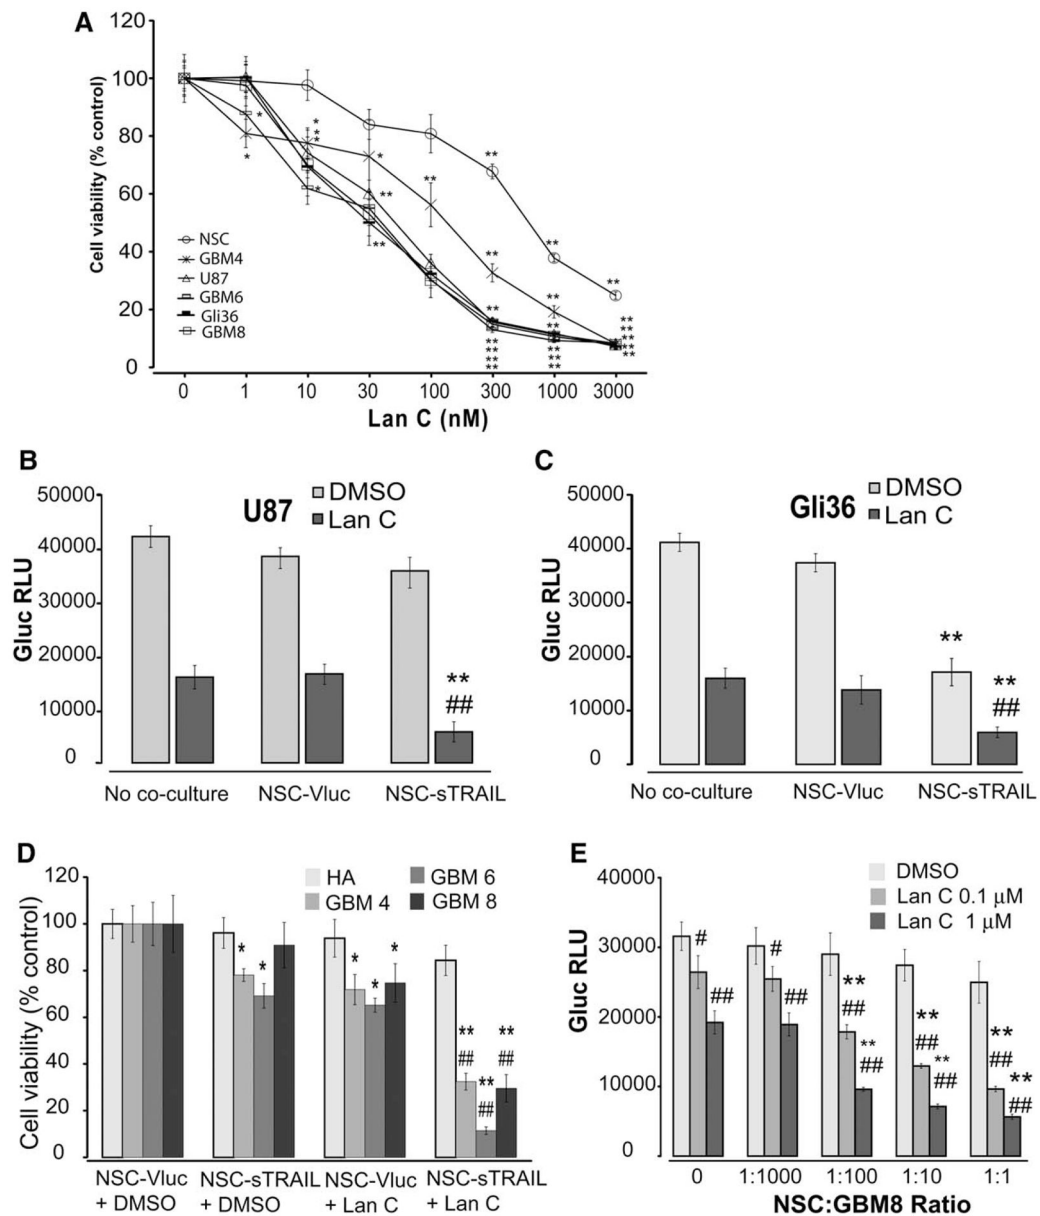 A
120
100
80
60
40
20
0
Cell viability (% control)
NSC
GBM4
U87
GBM6
Gli36
GBM8
* * * * * * ** ** ** ** ** ** ** ** **
0 1 10 30 100 300 1000 3000
Lan C (nM)
B
50000
40000
30000
20000
10000
0
Gluc RLU
U87
DMSO
Lan C
**
##
No co-culture NSC-Vluc NSC-sTRAIL
C
50000
40000
30000
20000
10000
0
Gluc RLU
Gli36
DMSO
Lan C
** **
##
No co-culture NSC-Vluc NSC-sTRAIL
D
120
100
80
60
40
20
0
Cell viability (% control)
HA GBM 6
GBM 4 GBM 8
* * * * *
** ** **
## ## ##
NSC-Vluc NSC-sTRAIL NSC-Vluc NSC-sTRAIL
+ DMSO + DMSO + Lan C + Lan C
E
40000
30000
20000
10000
0
Gluc RLU
DMSO
Lan C 0.1 µM
Lan C 1 µM
# ## # ## ** ## ** ## ** ## ** ## ** ## ** ##
0 1:1000 1:100 1:10 1:1
NSC:GBM8 Ratio